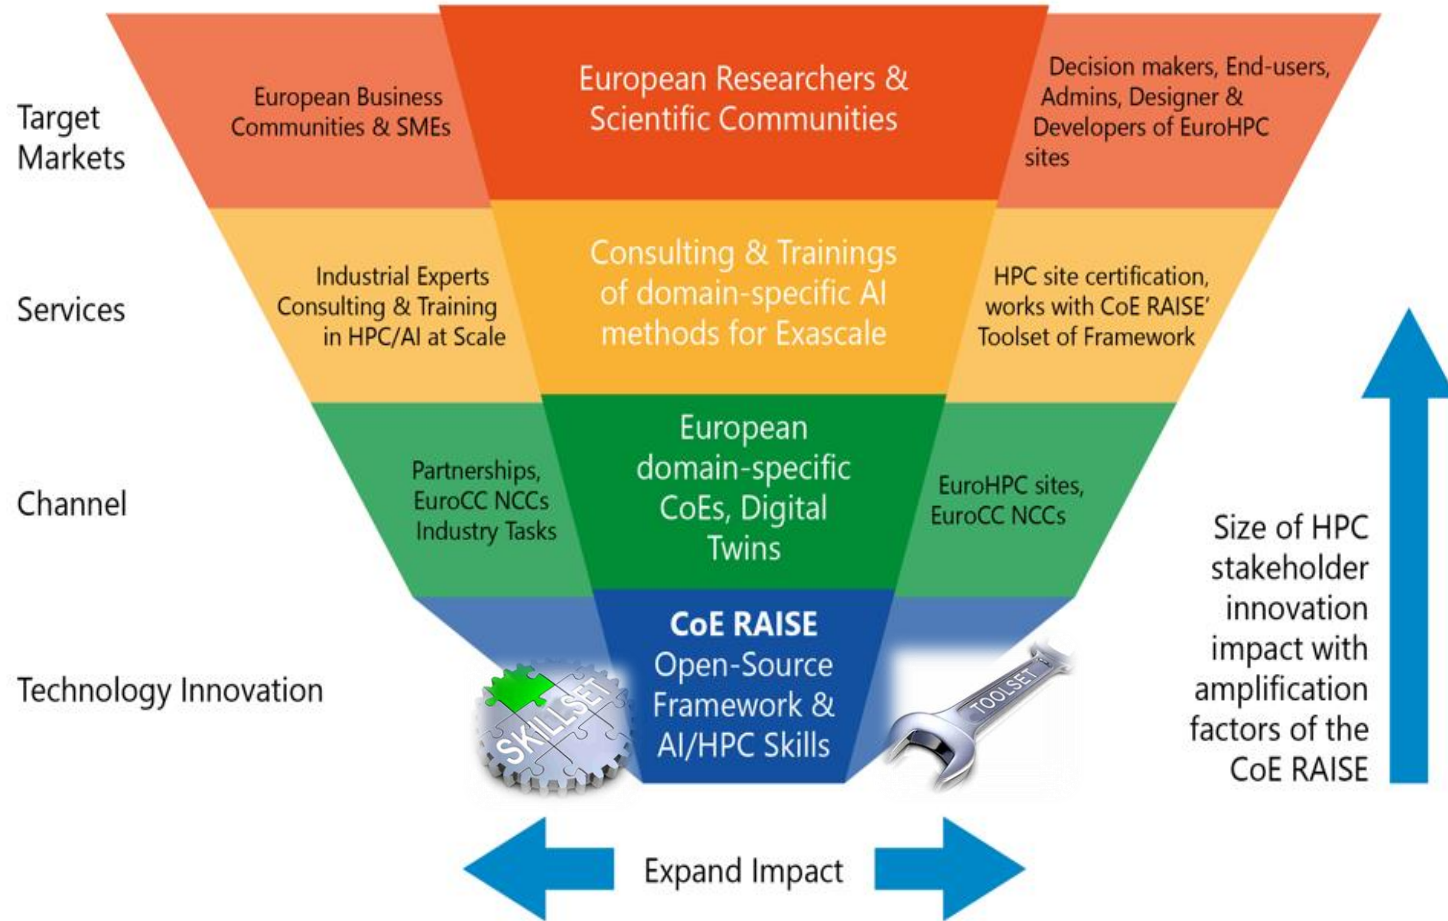 Target
Markets
European Business
Communities & SMEs
European Researchers &
Scientific Communities
Decision makers, End-users,
Admins, Designer &
Developers of EuroHPC
sites
Services
Industrial Experts
Consulting & Training
in HPC/AI at Scale
Consulting & Trainings
of domain-specific AI
methods for Exascale
HPC site certification,
works with CoE RAISE’
Toolset of Framework
Channel
Partnerships,
EuroCC NCCs
Industry Tasks
European
domain-specific
CoEs, Digital
Twins
EuroHPC sites,
EuroCC NCCs
Technology Innovation
SKILLSET
CoE RAISE
Open-Source
Framework &
AI/HPC Skills
TOOLSET
Size of HPC
stakeholder
innovation
impact with
amplification
factors of the
CoE RAISE
Expand Impact